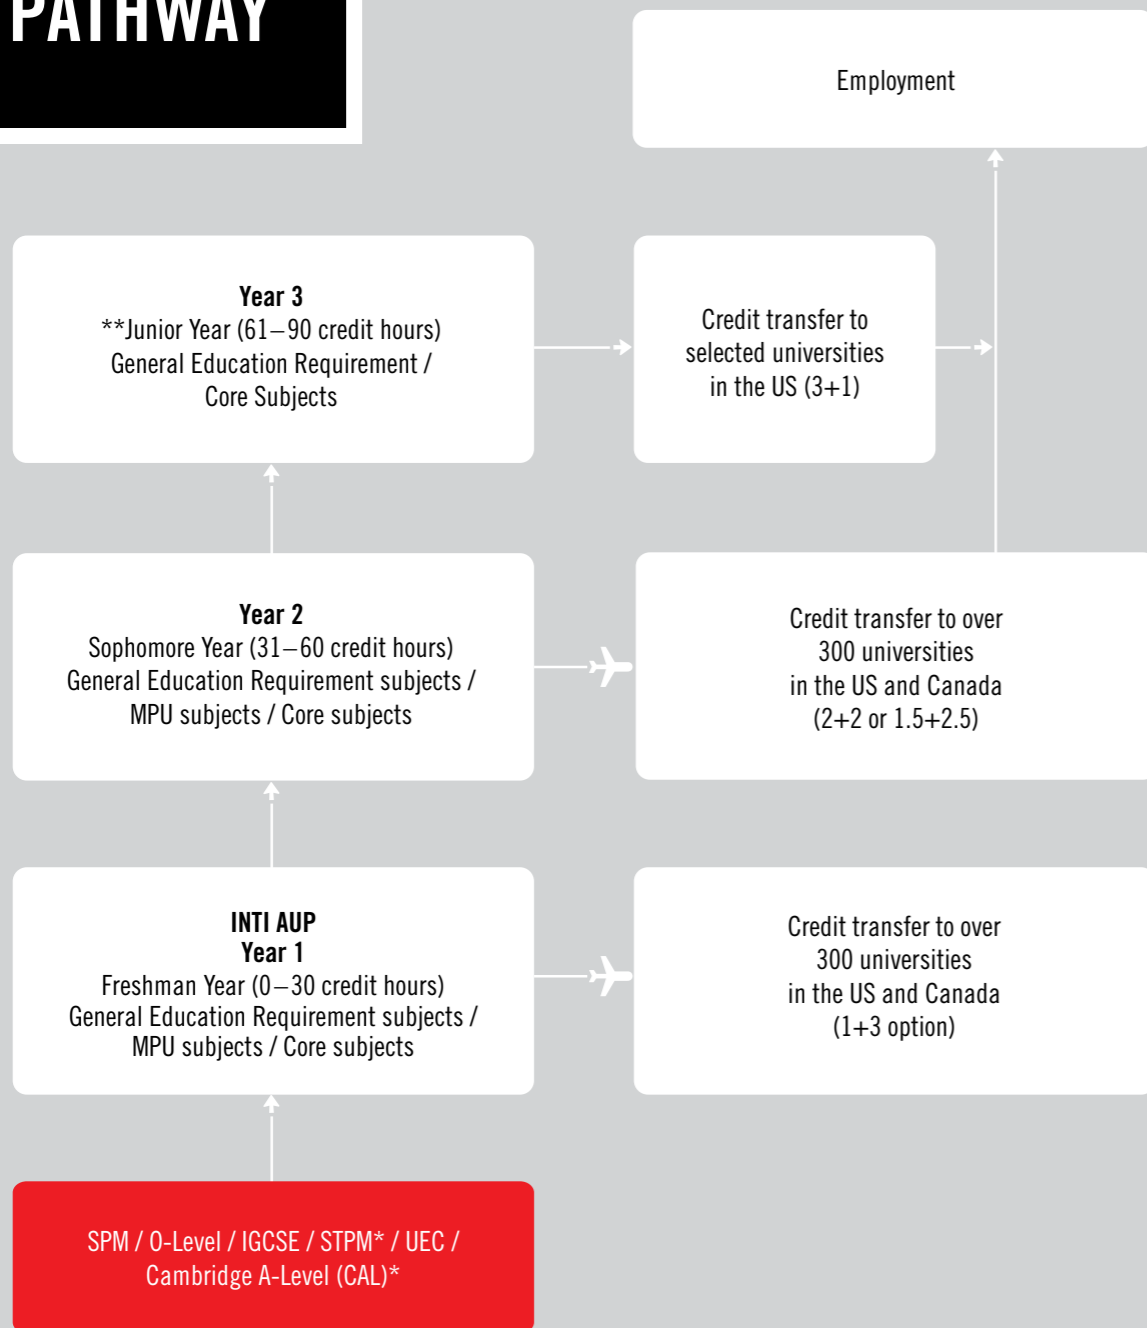 PATHWAY
Employment
Year 3
**Junior Year (61–90 credit hours)
General Education Requirement /
Core Subjects
Credit transfer to
selected universities
in the US (3+1)
Year 2
Sophomore Year (31–60 credit hours)
General Education Requirement subjects /
MPU subjects / Core subjects
Credit transfer to over
300 universities
in the US and Canada
(2+2 or 1.5+2.5)
INTI AUP
Year 1
Freshman Year (0–30 credit hours)
General Education Requirement subjects /
MPU subjects / Core subjects
Credit transfer to over
300 universities
in the US and Canada
(1+3 option)
SPM / O-Level / IGCSE / STPM* / UEC /
Cambridge A-Level (CAL)*